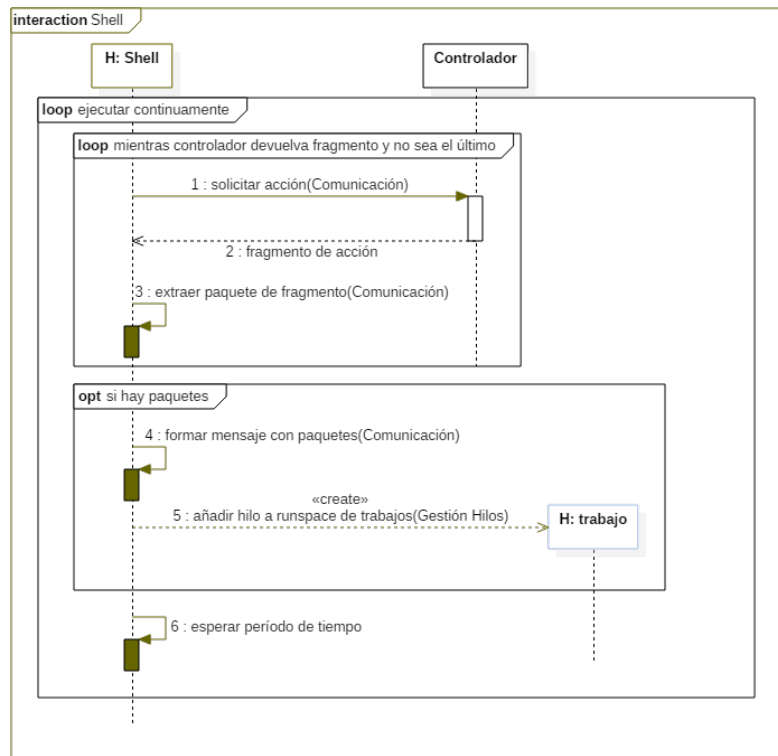 interaction Shell
H: Shell
Controlador
loop ejecutar continuamente
loop mientras controlador devuelva fragmento y no sea el último
1 : solicitar acción(Comunicación)
2 : fragmento de acción
3 : extraer paquete de fragmento(Comunicación)
opt si hay paquetes
4 : formar mensaje con paquetes(Comunicación)
«create»
5 : añadir hilo a runspace de trabajos(Gestión Hilos)
H: trabajo
6 : esperar período de tiempo